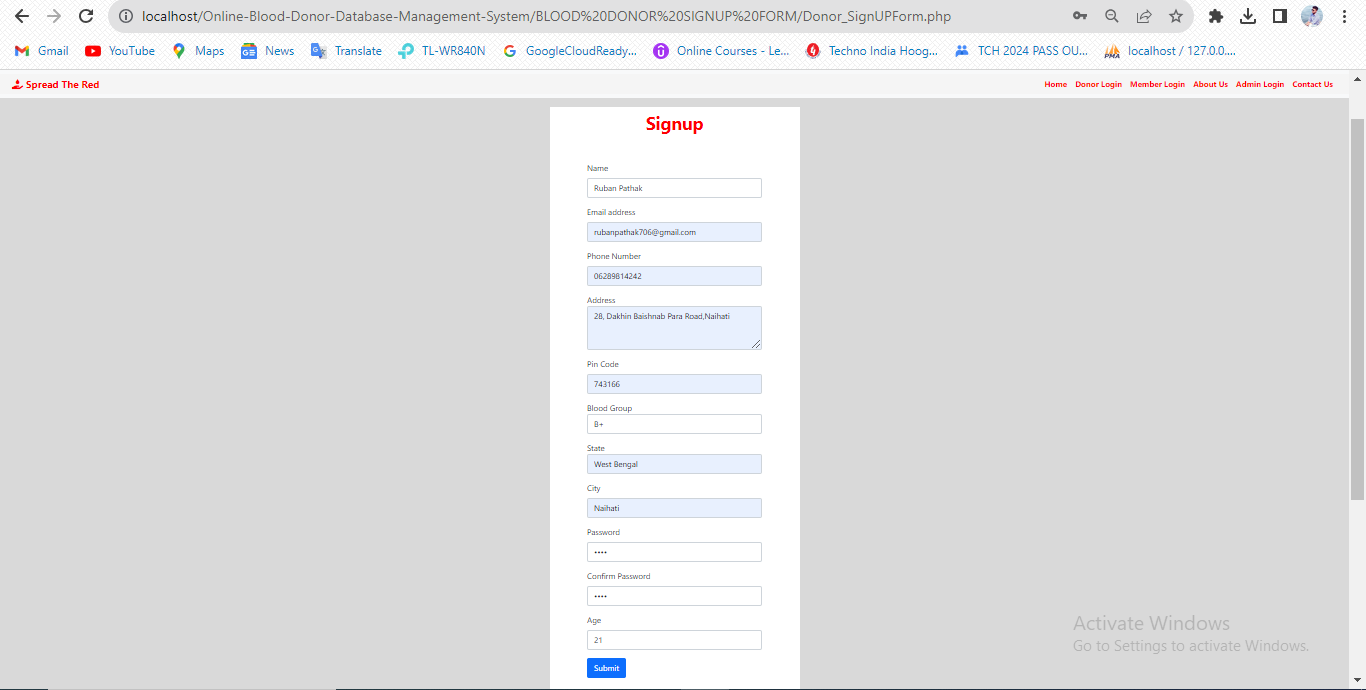 localhost/Online-Blood-Donor-Database-Management-System/BLOOD%20DONOR%20SIGNUP%20FORM/Donor_SignUPForm.php
Gmail YouTube Maps News Translate TL-WR840N GoogleCloudReady... Online Courses - Le... Techno India Hoog... TCH 2024 PASS OU... PMA localhost / 127.0.0....
Spread The Red Home Donor Login Member Login About Us Admin Login Contact Us
Signup
Name
Ruban Pathak
Email address
rubanpathak706@gmail.com
Phone Number
06289814242
Address
28, Dakhin Baishnab Para Road,Naihati
Pin Code
743166
Blood Group
B+
State
West Bengal
City
Naihati
Password
••••
Confirm Password
••••
Age
21
Submit
Activate Windows
Go to Settings to activate Windows.